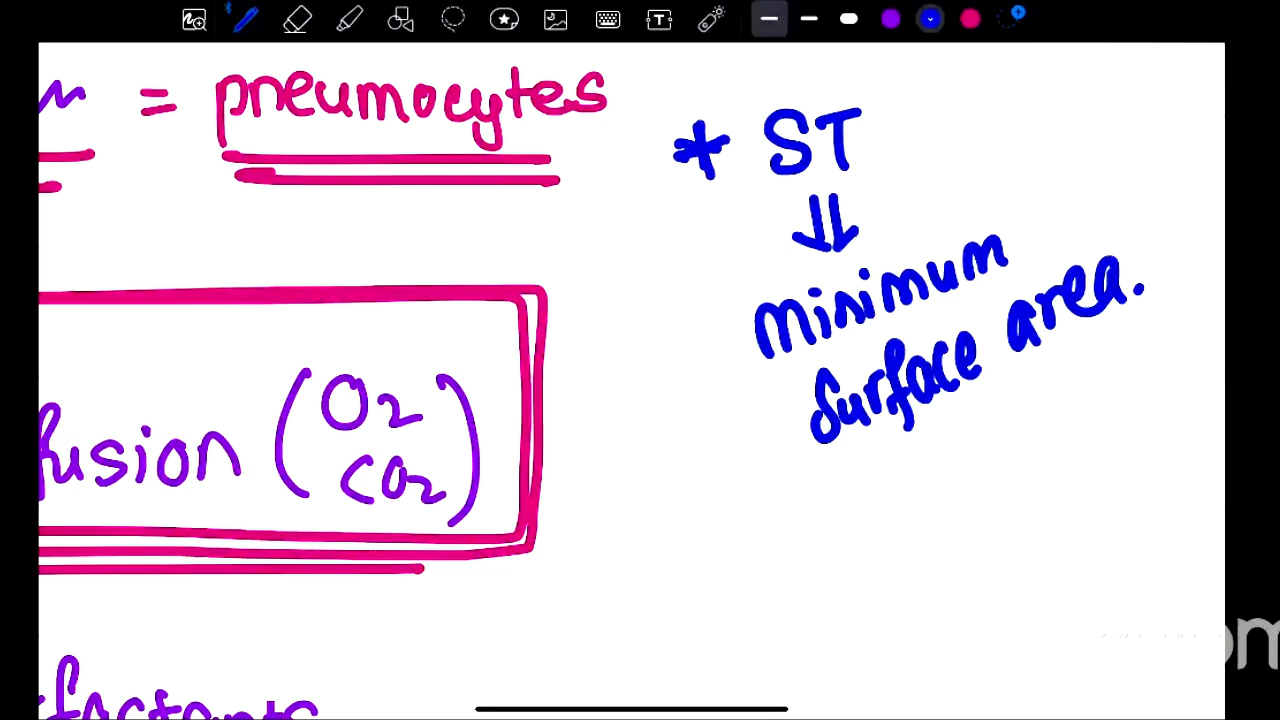 = pneumocytes
* ST
minimum
surface area.
fusion (O2
CO2)